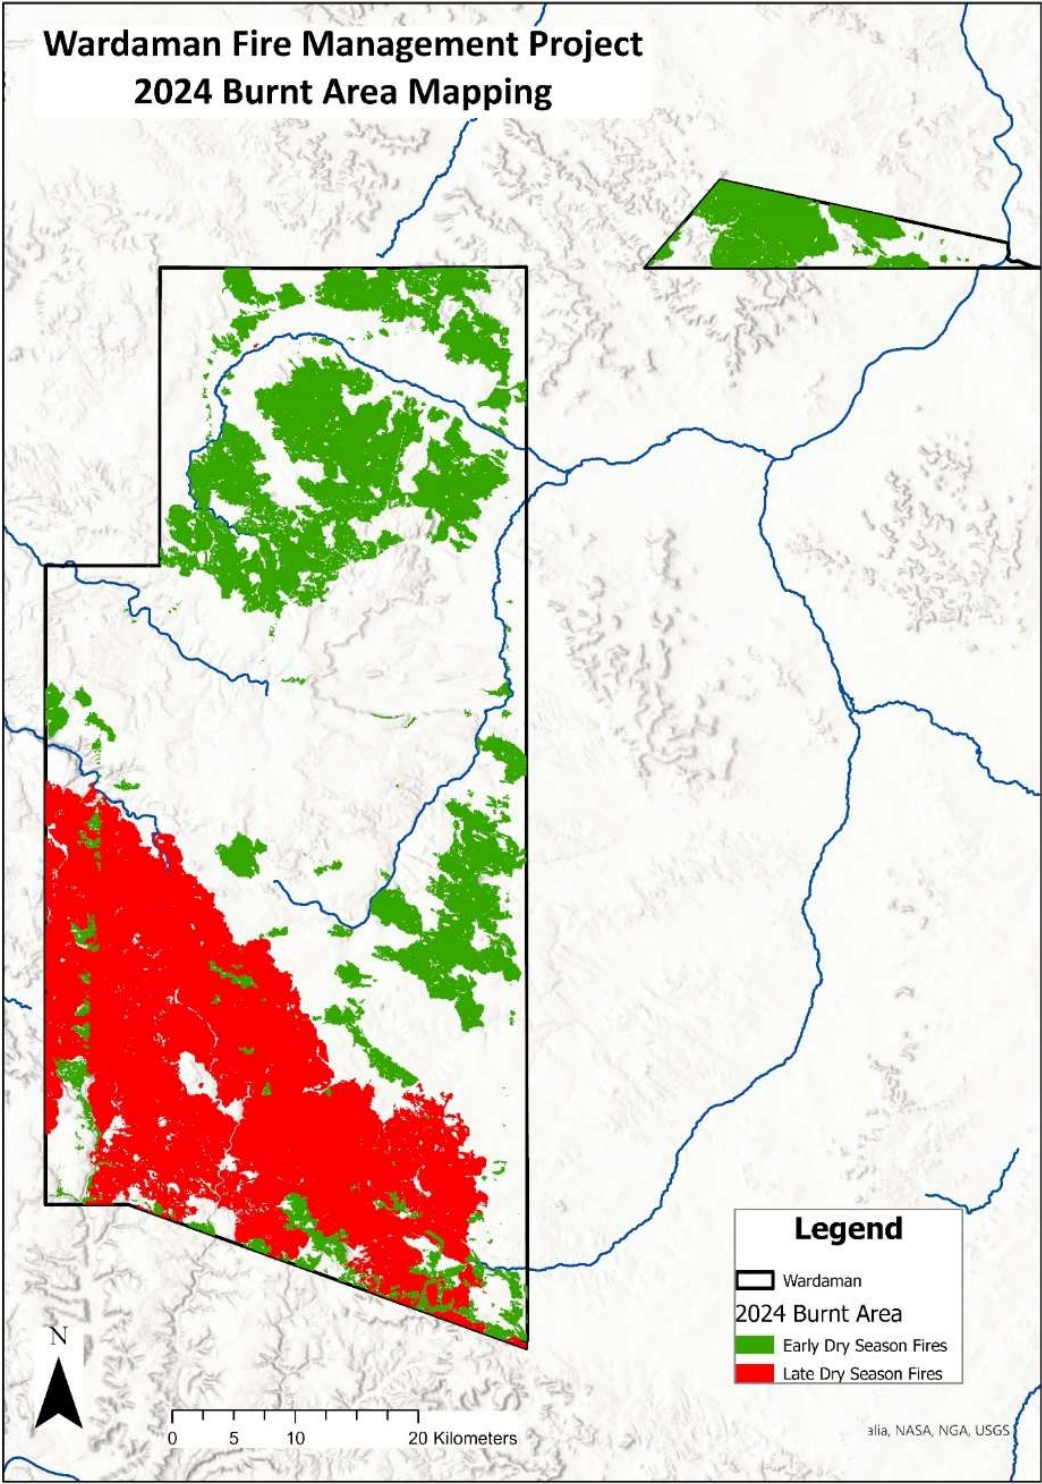 Wardaman Fire Management Project
2024 Burnt Area Mapping
Legend
Wardaman
2024 Burnt Area
Early Dry Season Fires
Late Dry Season Fires
N
0 5 10 20 Kilometers
alia, NASA, NGA, USGS